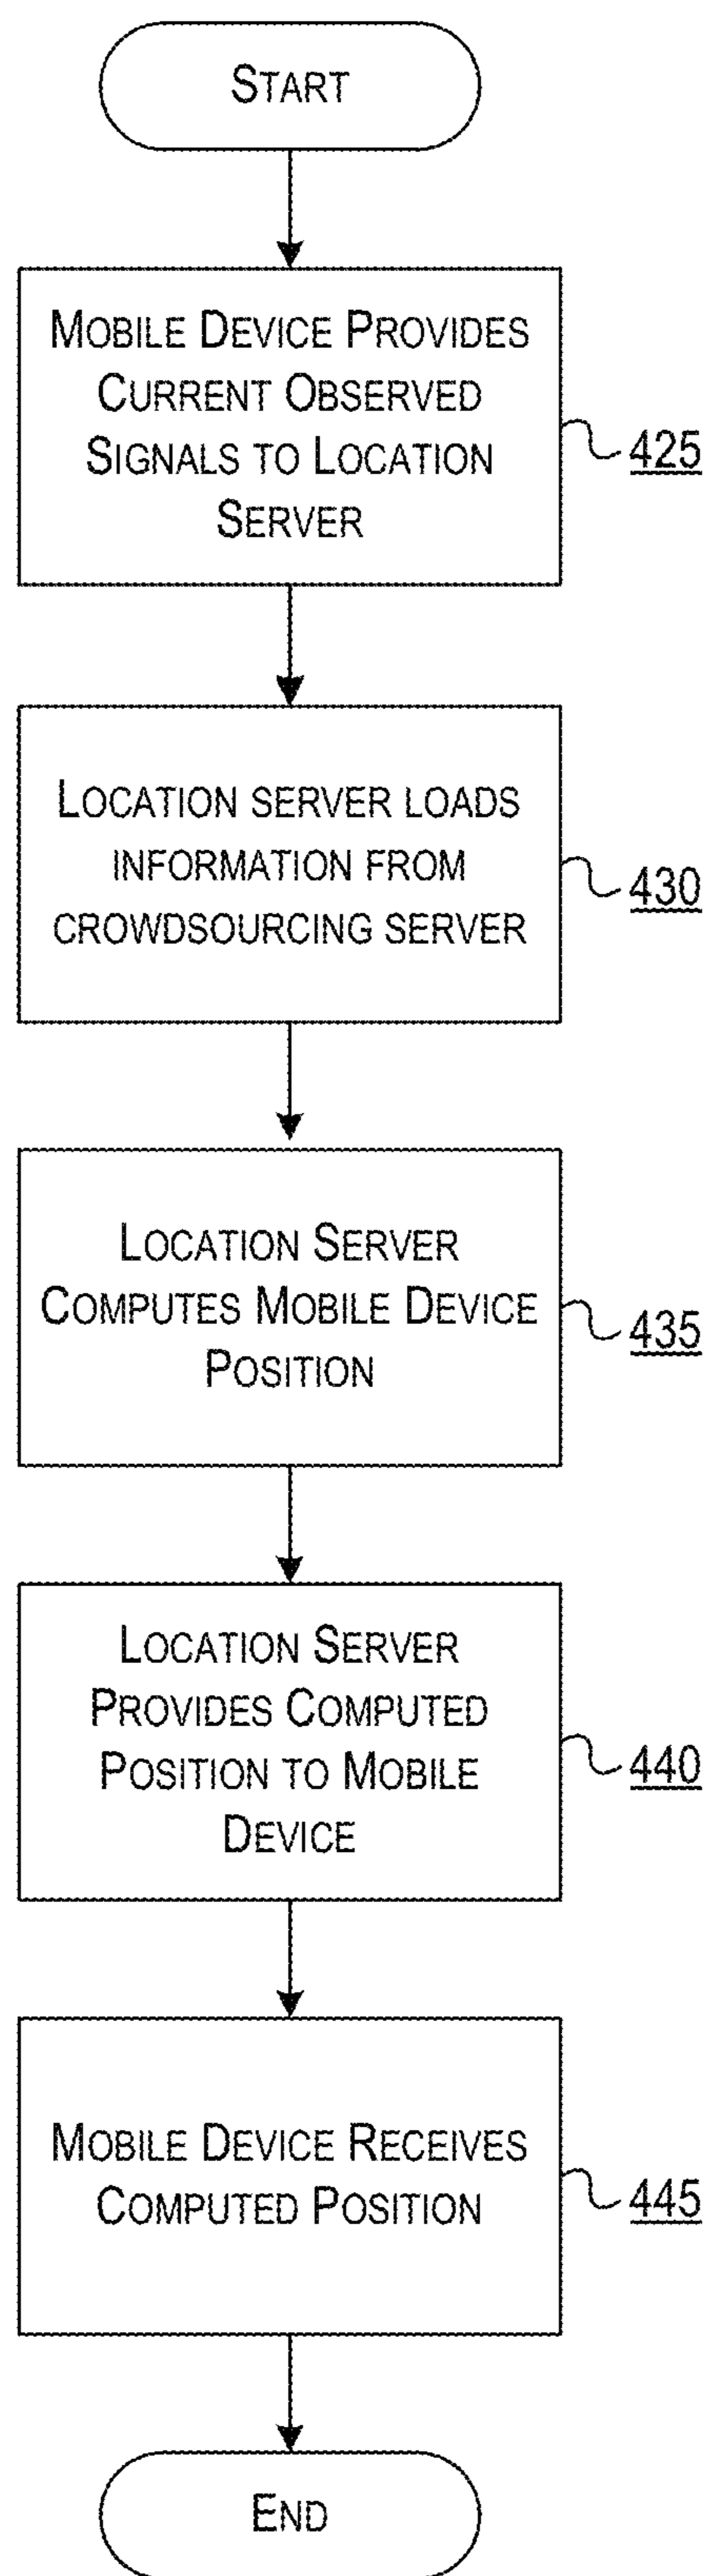 START
MOBILE DEVICE PROVIDES
CURRENT OBSERVED
SIGNALS TO LOCATION
SERVER
425
LOCATION SERVER LOADS
INFORMATION FROM
CROWDSOURCING SERVER
430
LOCATION SERVER
COMPUTES MOBILE DEVICE
POSITION
435
LOCATION SERVER
PROVIDES COMPUTED
POSITION TO MOBILE
DEVICE
440
MOBILE DEVICE RECEIVES
COMPUTED POSITION
445
END